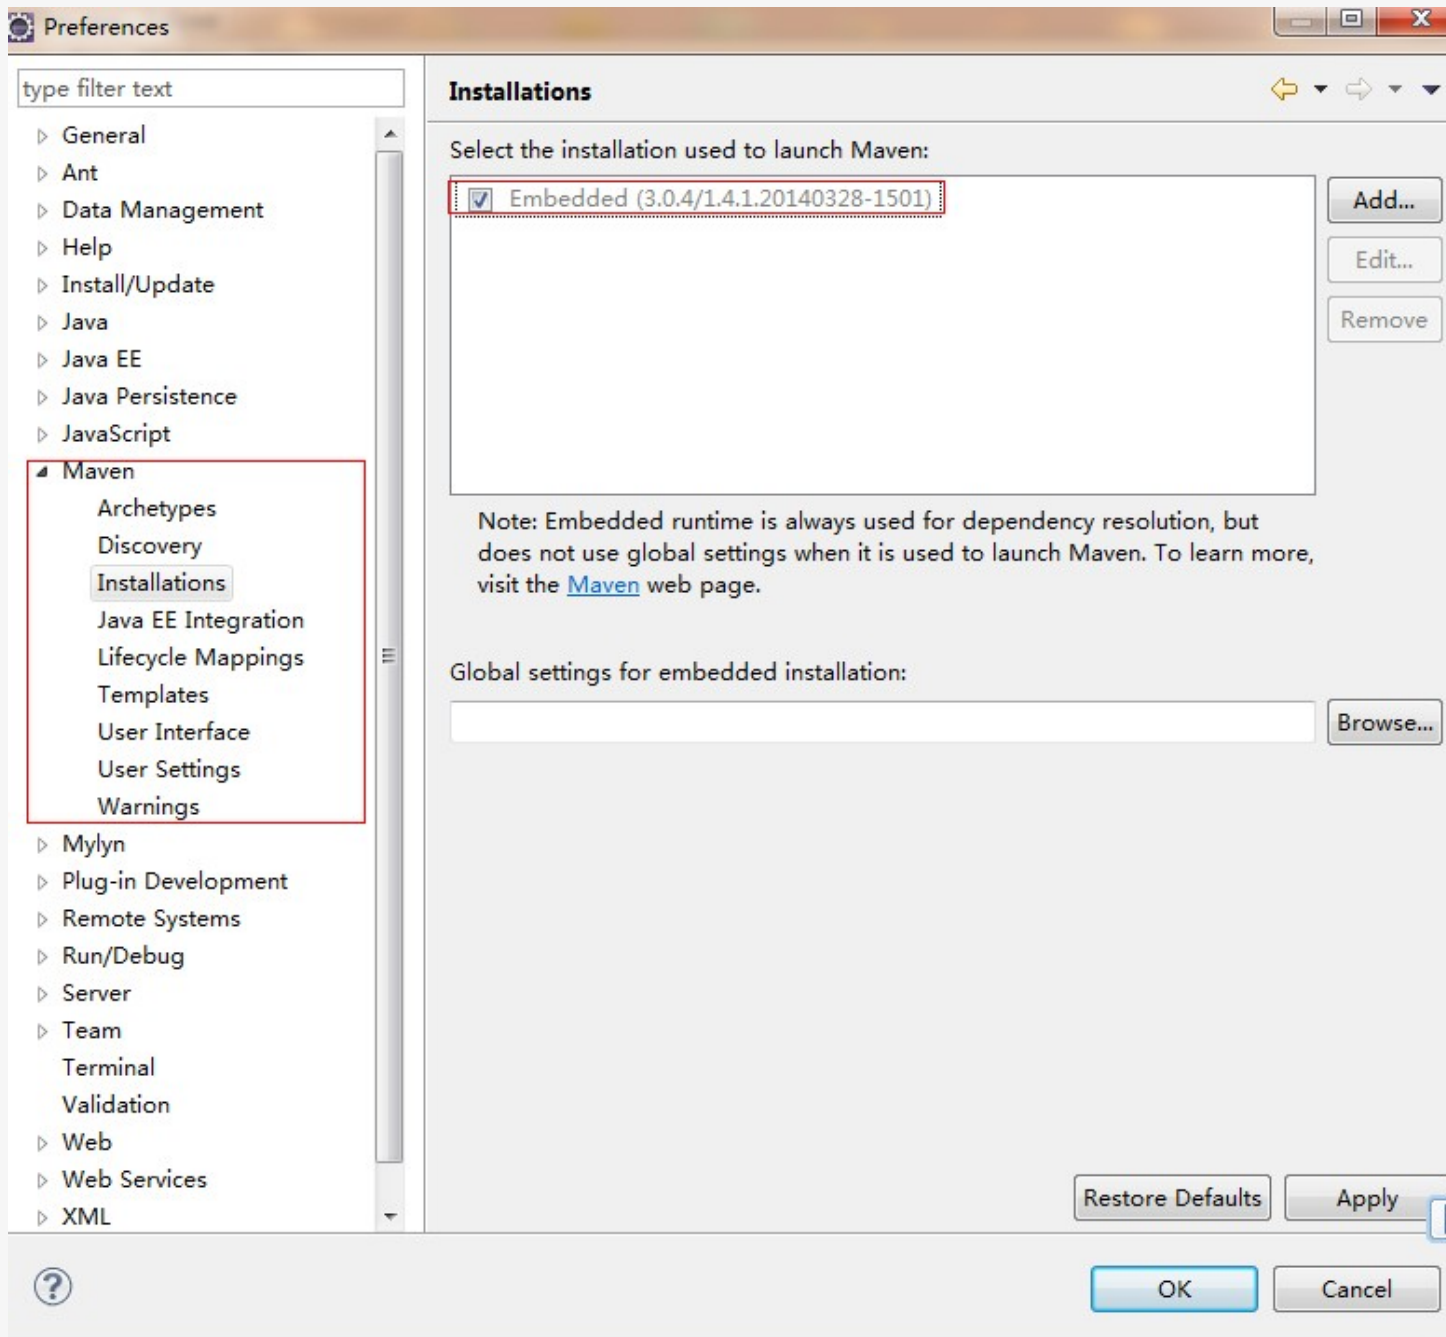 Preferences
type filter text
General
Ant
Data Management
Help
Install/Update
Java
Java EE
Java Persistence
JavaScript
Maven
Archetypes
Discovery
Installations
Java EE Integration
Lifecycle Mappings
Templates
User Interface
User Settings
Warnings
Mylyn
Plug-in Development
Remote Systems
Run/Debug
Server
Team
Terminal
Validation
Web
Web Services
XML
Installations
Select the installation used to launch Maven:
Embedded (3.0.4/1.4.1.20140328-1501)
Add...
Edit...
Remove
Note: Embedded runtime is always used for dependency resolution, but
does not use global settings when it is used to launch Maven. To learn more,
visit the Maven web page.
Global settings for embedded installation:
Browse...
Restore Defaults
Apply
OK
Cancel